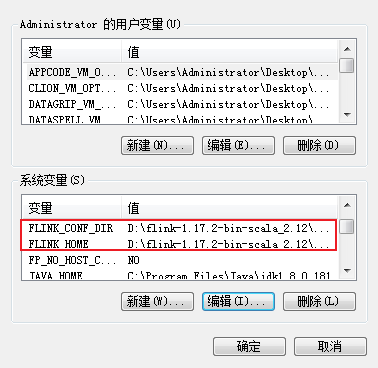 Administrator 的用户变量(U)
变量 值
APPCODE_VM_O... C:\Users\Administrator\Desktop\...
CLION_VM_OPT... C:\Users\Administrator\Desktop\...
DATAGRIP_VM_... C:\Users\Administrator\Desktop\...
DATASPELL_VM C:\Users\Administrator\Desktop\
新建(N)... 编辑(E)... 删除(D)
系统变量(S)
变量 值
FLINK_CONF_DIR D:\flink-1.17.2-bin-scala_2.12\...
FLINK_HOME D:\flink-1.17.2-bin-scala_2.12\...
FP_NO_HOST_C... NO
JAVA_HOME C:\Program Files\Java\jdk1.8.0_181
新建(W)... 编辑(I)... 删除(L)
确定 取消